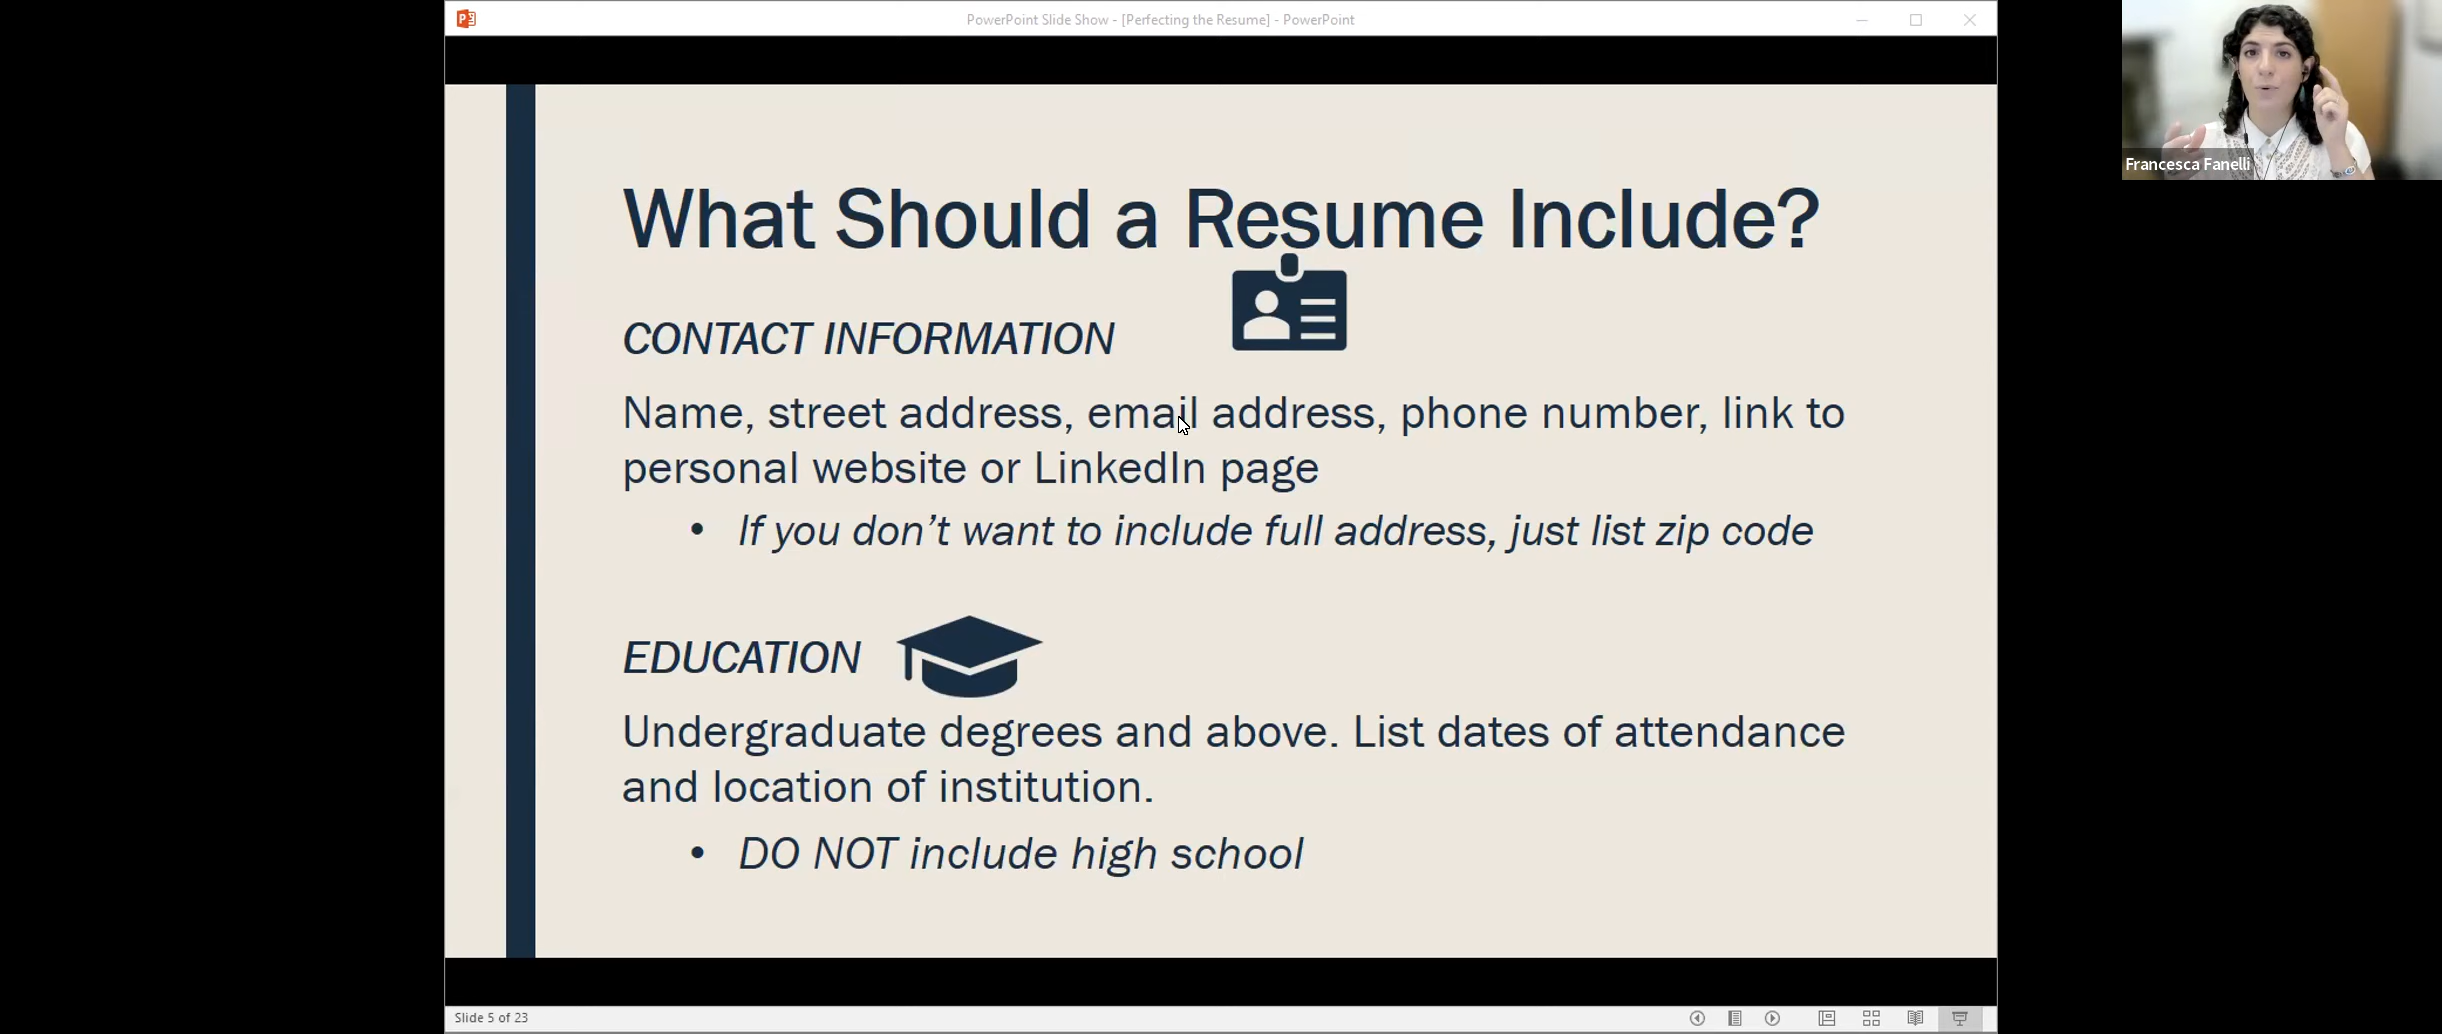 PowerPoint Slide Show - [Perfecting the Resume] - PowerPoint
Francesca Fanelli
What Should a Resume Include?
CONTACT INFORMATION
Name, street address, email address, phone number, link to
personal website or LinkedIn page
• If you don’t want to include full address, just list zip code
EDUCATION
Undergraduate degrees and above. List dates of attendance
and location of institution.
• DO NOT include high school
Slide 5 of 23